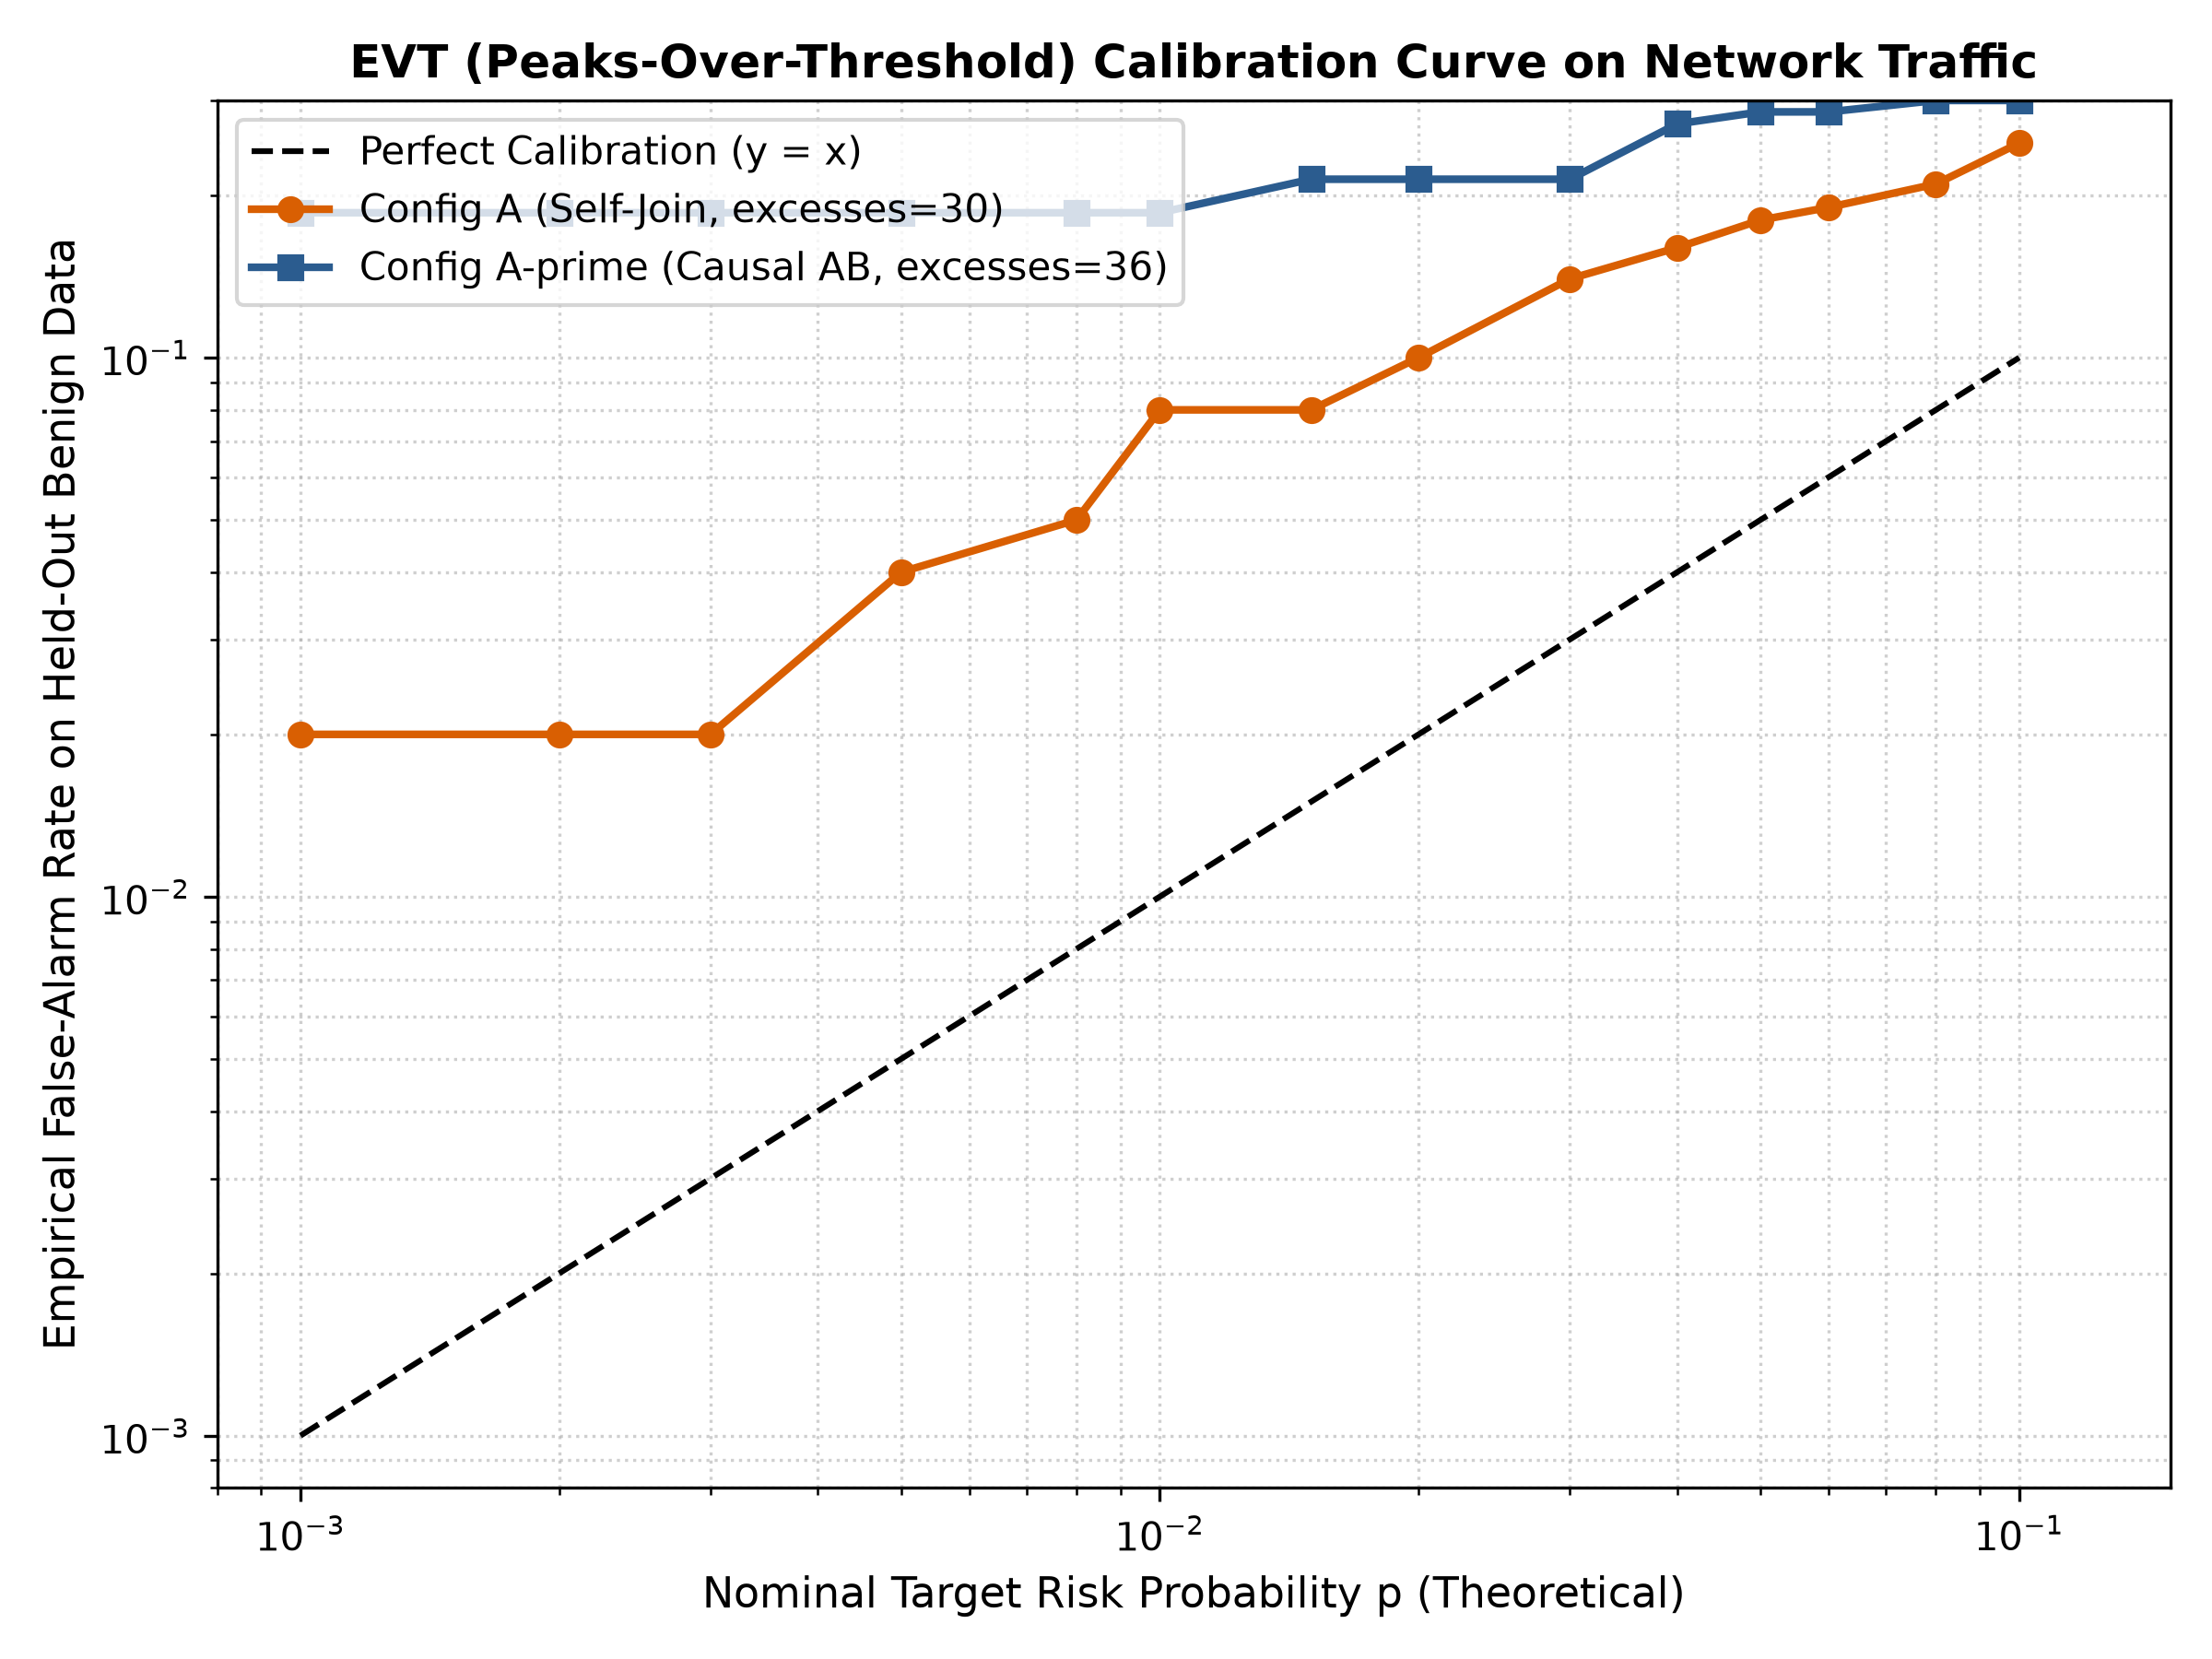 EVT (Peaks-Over-Threshold) Calibration Curve on Network Traffic
Perfect Calibration (y = x)
Config A (Self-Join, excesses=30)
Config A-prime (Causal AB, excesses=36)
Empirical False-Alarm Rate on Held-Out Benign Data
10⁻¹
10⁻²
10⁻³
10⁻³
10⁻²
10⁻¹
Nominal Target Risk Probability p (Theoretical)